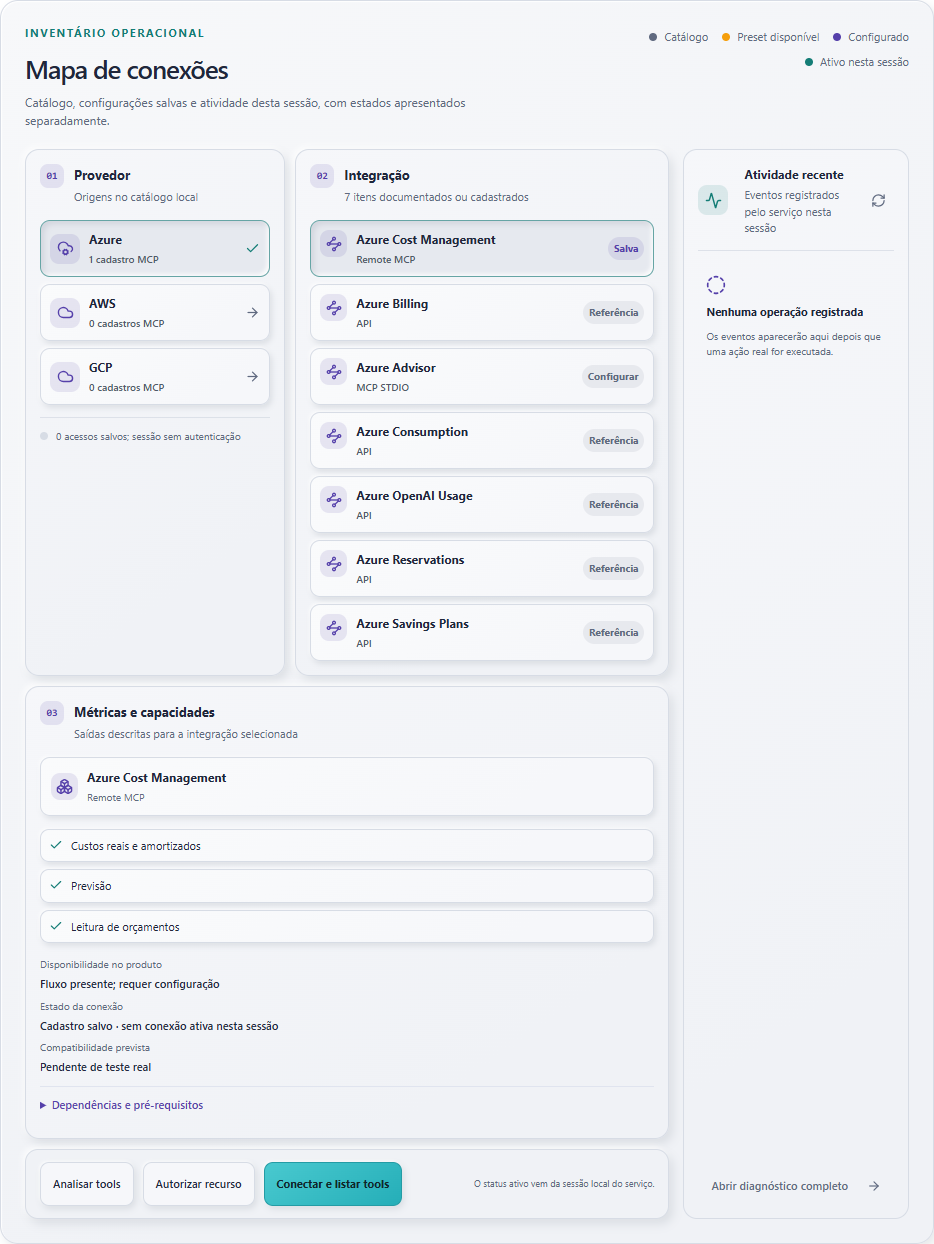 INVENTÁRIO OPERACIONAL
Mapa de conexões
Catálogo, configurações salvas e atividade desta sessão, com estados apresentados
separadamente.
Catálogo
Preset disponível
Configurado
Ativo nesta sessão
01
Provedor
Origens no catálogo local
Azure
1 cadastro MCP
AWS
0 cadastros MCP
GCP
0 cadastros MCP
0 acessos salvos; sessão sem autenticação
02
Integração
7 itens documentados ou cadastrados
Azure Cost Management
Remote MCP
Salva
Azure Billing
API
Referência
Azure Advisor
MCP STDIO
Configurar
Azure Consumption
API
Referência
Azure OpenAI Usage
API
Referência
Azure Reservations
API
Referência
Azure Savings Plans
API
Referência
Atividade recente
Eventos registrados
pelo serviço nesta
sessão
Nenhuma operação registrada
Os eventos aparecerão aqui depois que
uma ação real for executada.
03
Métricas e capacidades
Saídas descritas para a integração selecionada
Azure Cost Management
Remote MCP
Custos reais e amortizados
Previsão
Leitura de orçamentos
Disponibilidade no produto
Fluxo presente; requer configuração
Estado da conexão
Cadastro salvo · sem conexão ativa nesta sessão
Compatibilidade prevista
Pendente de teste real
Dependências e pré-requisitos
Analisar tools
Autorizar recurso
Conectar e listar tools
O status ativo vem da sessão local do serviço.
Abrir diagnóstico completo